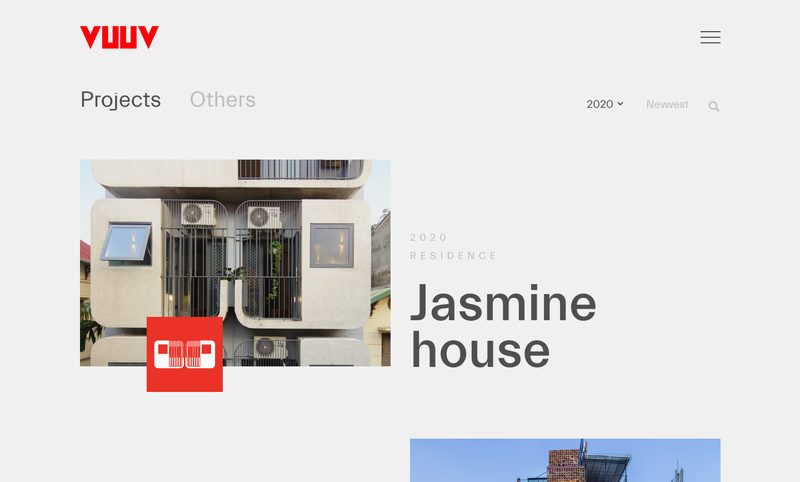 VUUV
Projects Others
2020 Newest
2020
RESIDENCE
Jasmine
house